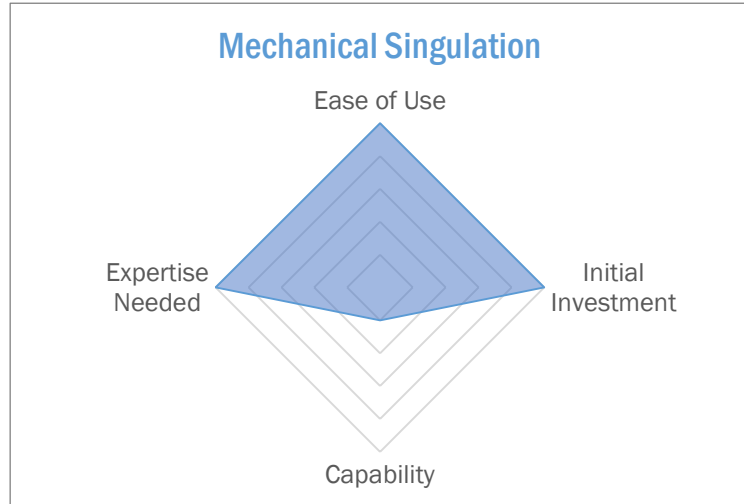 Mechanical Singulation
Ease of Use
Expertise
Needed
Initial
Investment
Capability